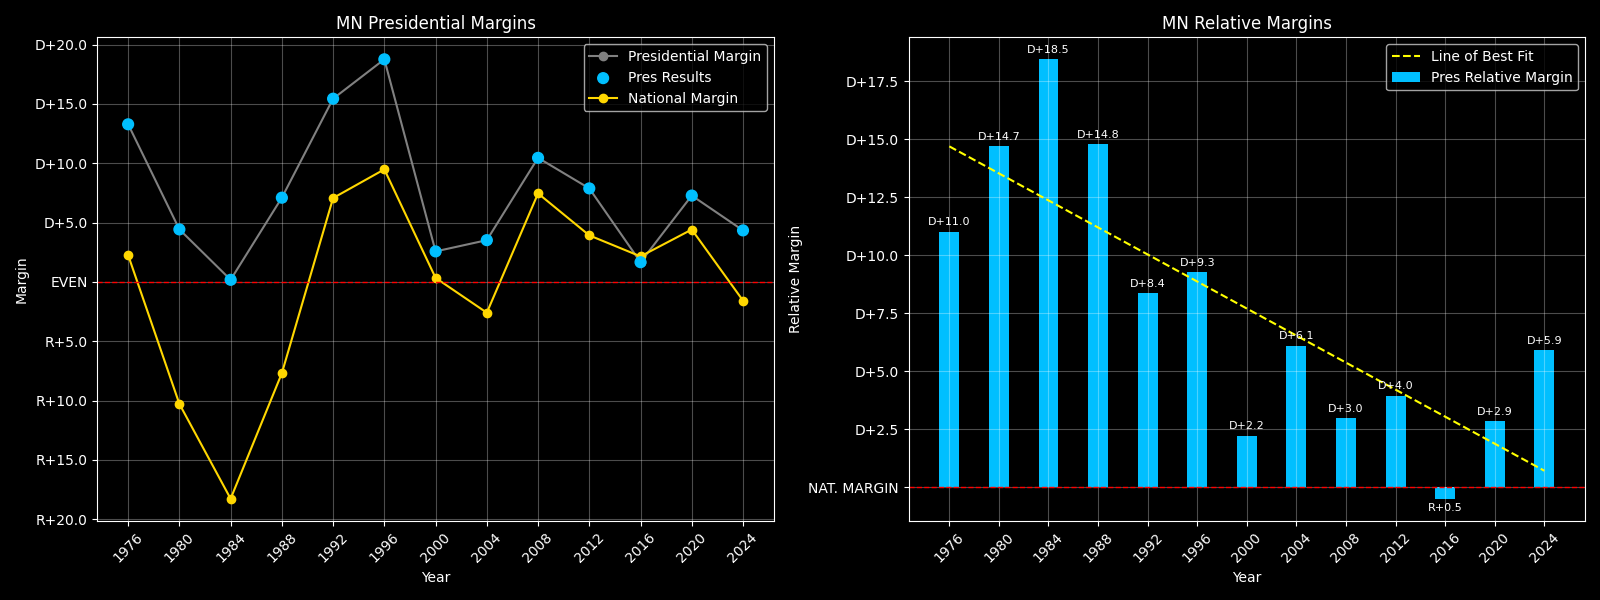 MN Presidential Margins
D+20.0
D+15.0
D+10.0
D+5.0
EVEN
R+5.0
R+10.0
R+15.0
R+20.0
Margin
Presidential Margin
Pres Results
National Margin
1976 1980 1984 1988 1992 1996 2000 2004 2008 2012 2016 2020 2024
Year
MN Relative Margins
D+17.5
D+15.0
D+12.5
D+10.0
D+7.5
D+5.0
D+2.5
NAT. MARGIN
Relative Margin
Line of Best Fit
Pres Relative Margin
D+11.0
D+14.7
D+18.5
D+14.8
D+8.4
D+9.3
D+2.2
D+6.1
D+3.0
D+4.0
R+0.5
D+2.9
D+5.9
1976 1980 1984 1988 1992 1996 2000 2004 2008 2012 2016 2020 2024
Year